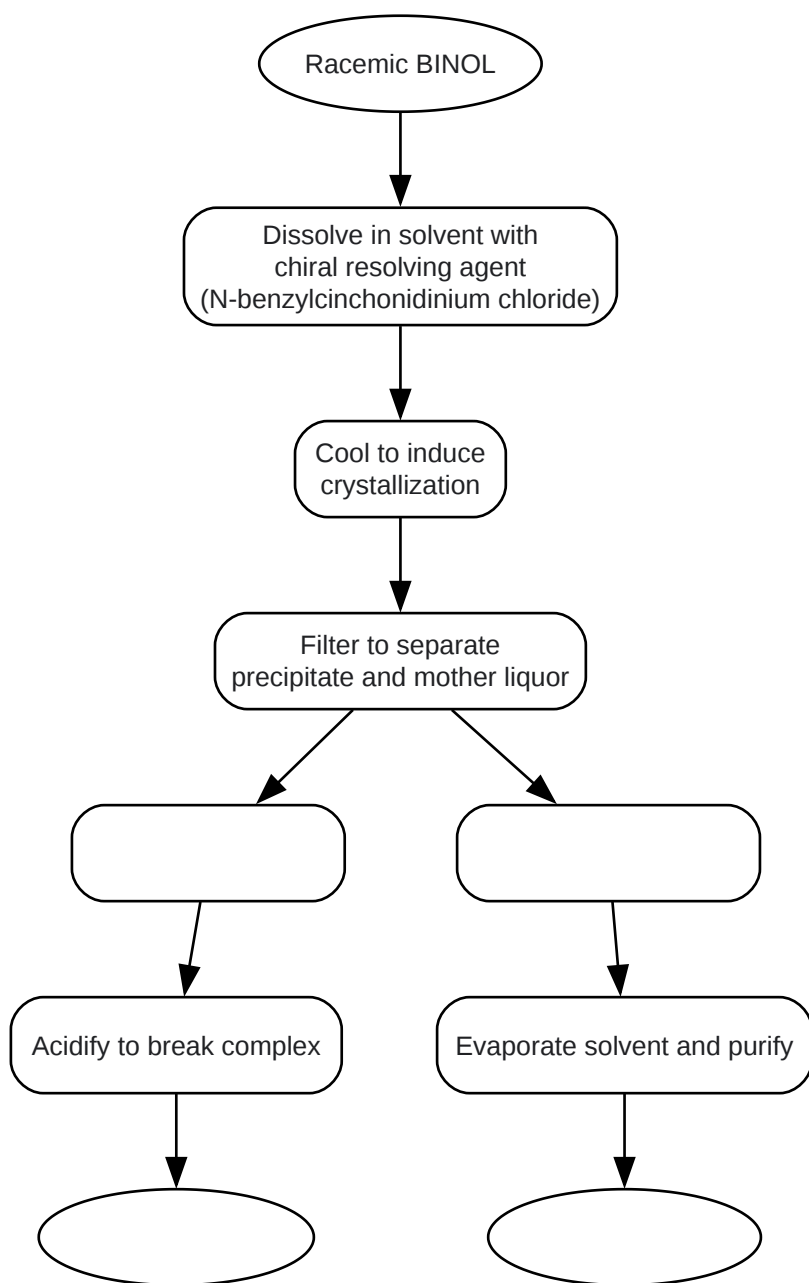 Racemic BINOL
Dissolve in solvent with
chiral resolving agent
(N-benzylcinchonidinium chloride)
Cool to induce
crystallization
Filter to separate
precipitate and mother liquor
Acidify to break complex
Evaporate solvent and purify